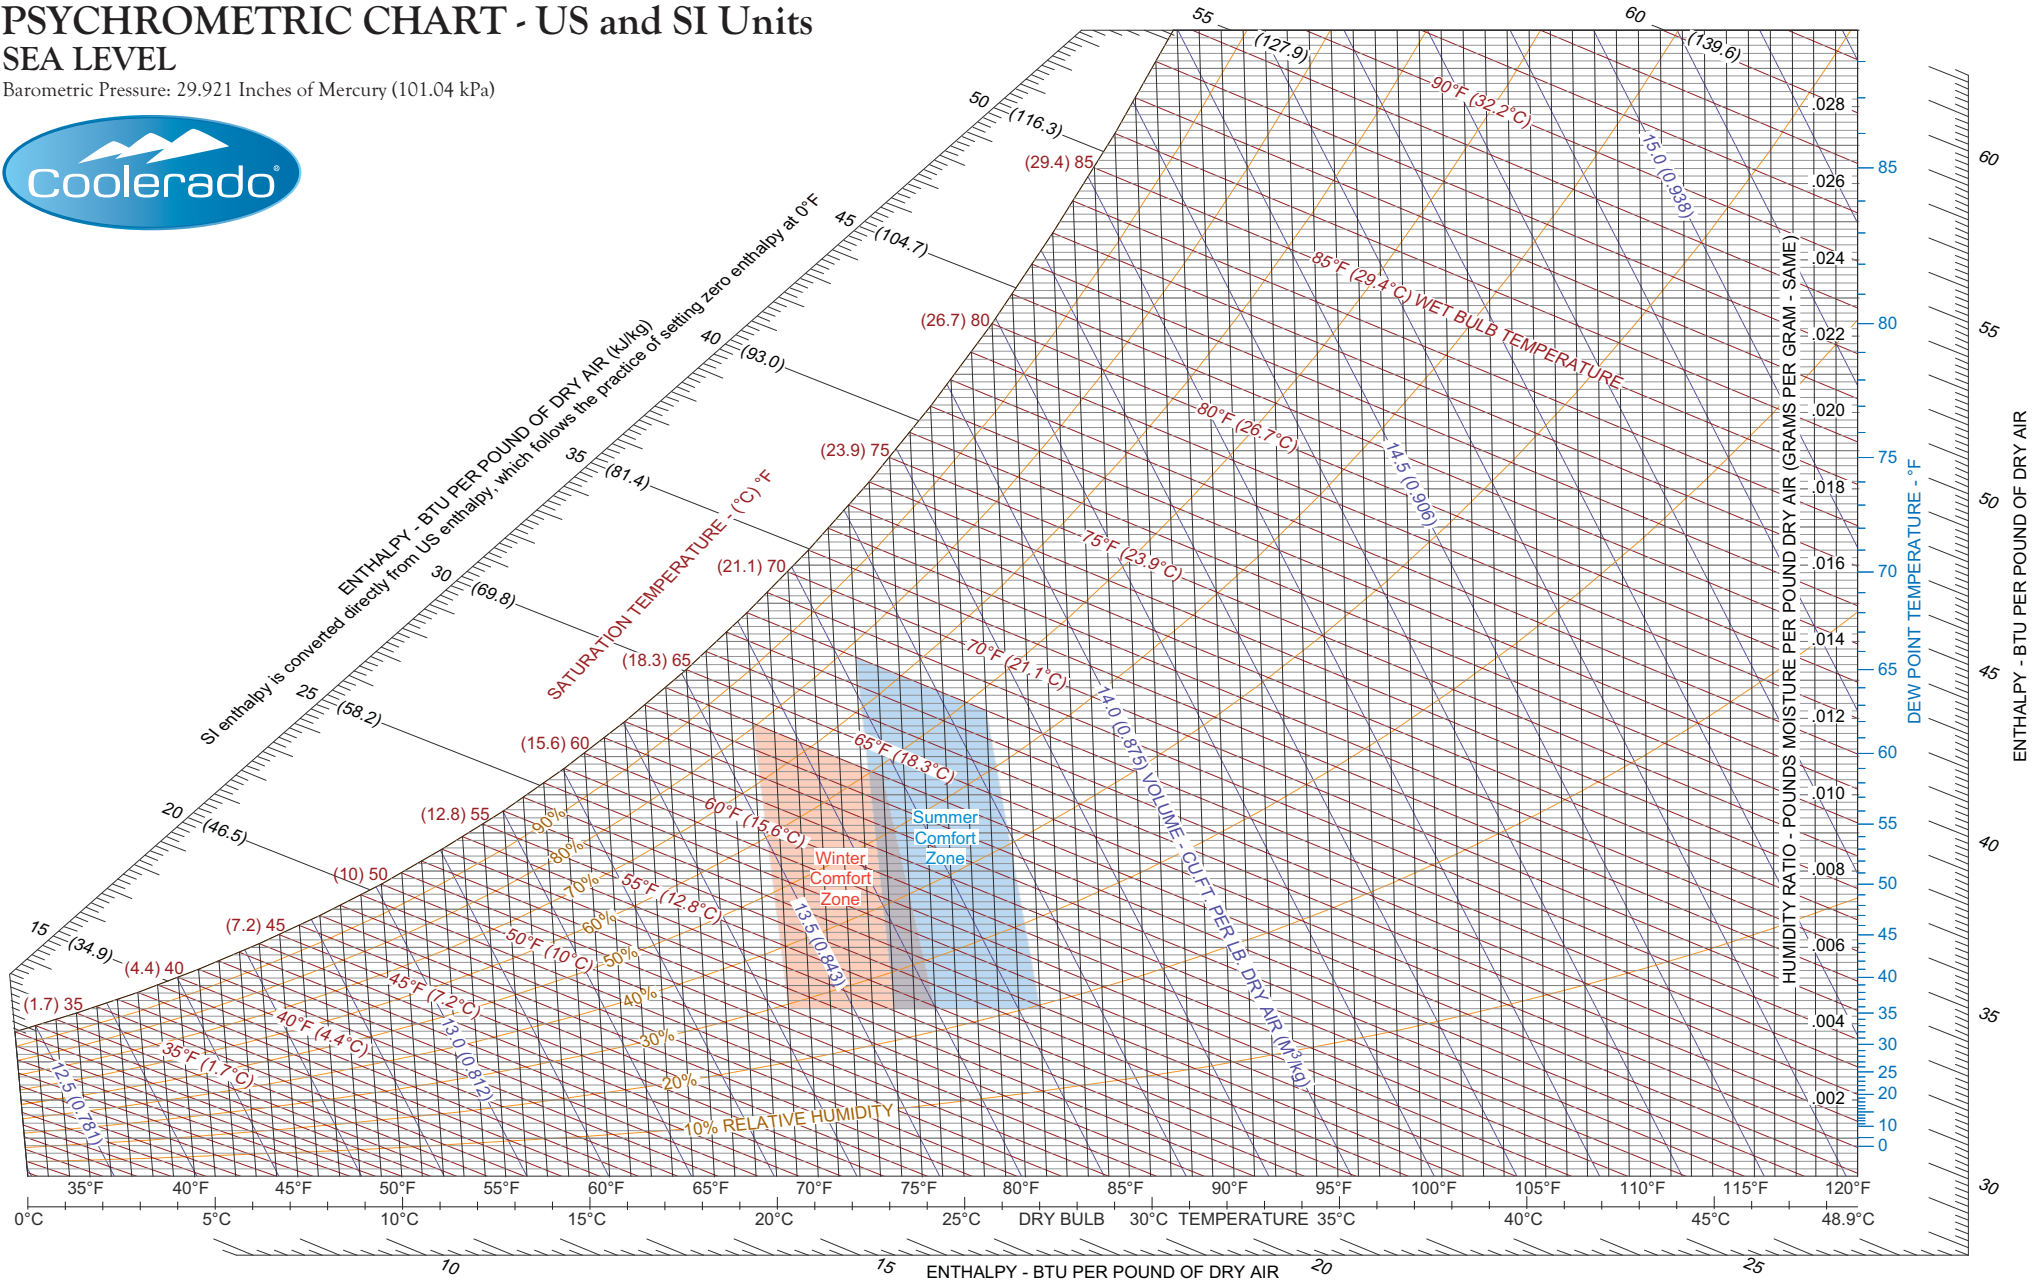 PSYCHROMETRIC CHART - US and SI Units
SEA LEVEL
Barometric Pressure: 29.921 Inches of Mercury (101.04 kPa)
Coolerado®
ENTHALPY - BTU PER POUND OF DRY AIR (kJ/kg)
SI enthalpy is converted directly from US enthalpy, which follows the practice of setting zero enthalpy at 0°F
15 (34.9)
20 (46.5)
25 (58.2)
30 (69.8)
35 (81.4)
40 (93.0)
45 (104.7)
50 (116.3)
55 (127.9)
60 (139.6)
SATURATION TEMPERATURE - (°C) °F
(1.7) 35
(4.4) 40
(7.2) 45
(10) 50
(12.8) 55
(15.6) 60
(18.3) 65
(21.1) 70
(23.9) 75
(26.7) 80
(29.4) 85
35°F (1.7°C)
40°F (4.4°C)
45°F (7.2°C)
50°F (10°C)
55°F (12.8°C)
60°F (15.6°C)
65°F (18.3°C)
70°F (21.1°C)
75°F (23.9°C)
80°F (26.7°C)
85°F (29.4°C) WET BULB TEMPERATURE
90°F (32.2°C)
90%
80%
70%
60%
50%
40%
30%
20%
10% RELATIVE HUMIDITY
12.5 (0.781)
13.0 (0.812)
13.5 (0.843)
14.0 (0.875) VOLUME - CU.FT. PER LB. DRY AIR (M³/kg)
14.5 (0.906)
15.0 (0.938)
Winter
Comfort
Zone
Summer
Comfort
Zone
HUMIDITY RATIO - POUNDS MOISTURE PER POUND DRY AIR (GRAMS PER GRAM - SAME)
.028
.026
.024
.022
.020
.018
.016
.014
.012
.010
.008
.006
.004
.002
DEW POINT TEMPERATURE - °F
85
80
75
70
65
60
55
50
45
40
35
30
25
20
10
0
ENTHALPY - BTU PER POUND OF DRY AIR
60
55
50
45
40
35
30
35°F 40°F 45°F 50°F 55°F 60°F 65°F 70°F 75°F 80°F 85°F 90°F 95°F 100°F 105°F 110°F 115°F 120°F
0°C 5°C 10°C 15°C 20°C 25°C DRY BULB 30°C TEMPERATURE 35°C 40°C 45°C 48.9°C
10 15 20 25
ENTHALPY - BTU PER POUND OF DRY AIR